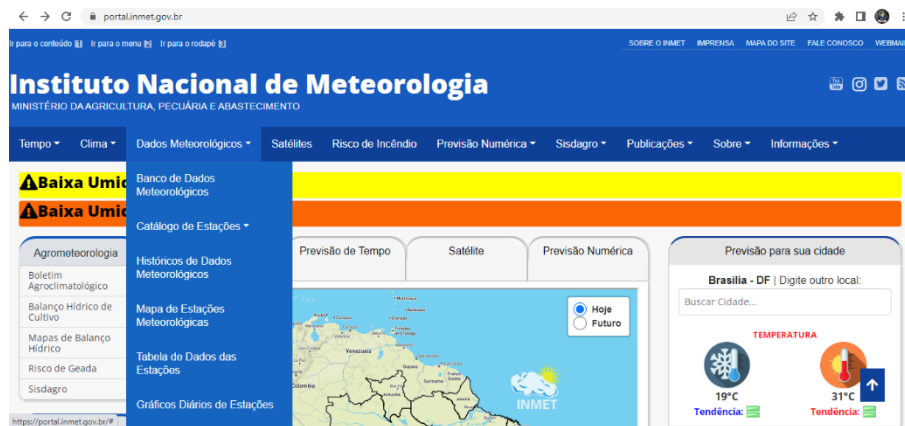 portal.inmet.gov.br
Ir para o conteúdo [1] Ir para o menu [2] Ir para o rodapé [3]
SOBRE O INMET IMPRENSA MAPA DO SITE FALE CONOSCO WEBMAI
Instituto Nacional de Meteorologia
MINISTÉRIO DA AGRICULTURA, PECUÁRIA E ABASTECIMENTO
Tempo Clima Dados Meteorológicos Satélites Risco de Incêndio Previsão Numérica Sisdagro Publicações Sobre Informações
Baixa Umid
Baixa Umid
Banco de Dados
Meteorológicos
Catálogo de Estações
Históricos de Dados
Meteorológicos
Mapa de Estações
Meteorológicas
Tabela de Dados das
Estações
Gráficos Diários de Estações
Agrometeorologia
Boletim
Agroclimatológico
Balanço Hídrico de
Cultivo
Mapas de Balanço
Hídrico
Risco de Geada
Sisdagro
Previsão de Tempo Satélite Previsão Numérica
Hoje
Futuro
Venezuela
Colombia
Suriname
INMET
Previsão para sua cidade
Brasília - DF | Digite outro local:
Buscar Cidade...
TEMPERATURA
19°C 31°C
Tendência: Tendência:
https://portal.inmet.gov.br/#